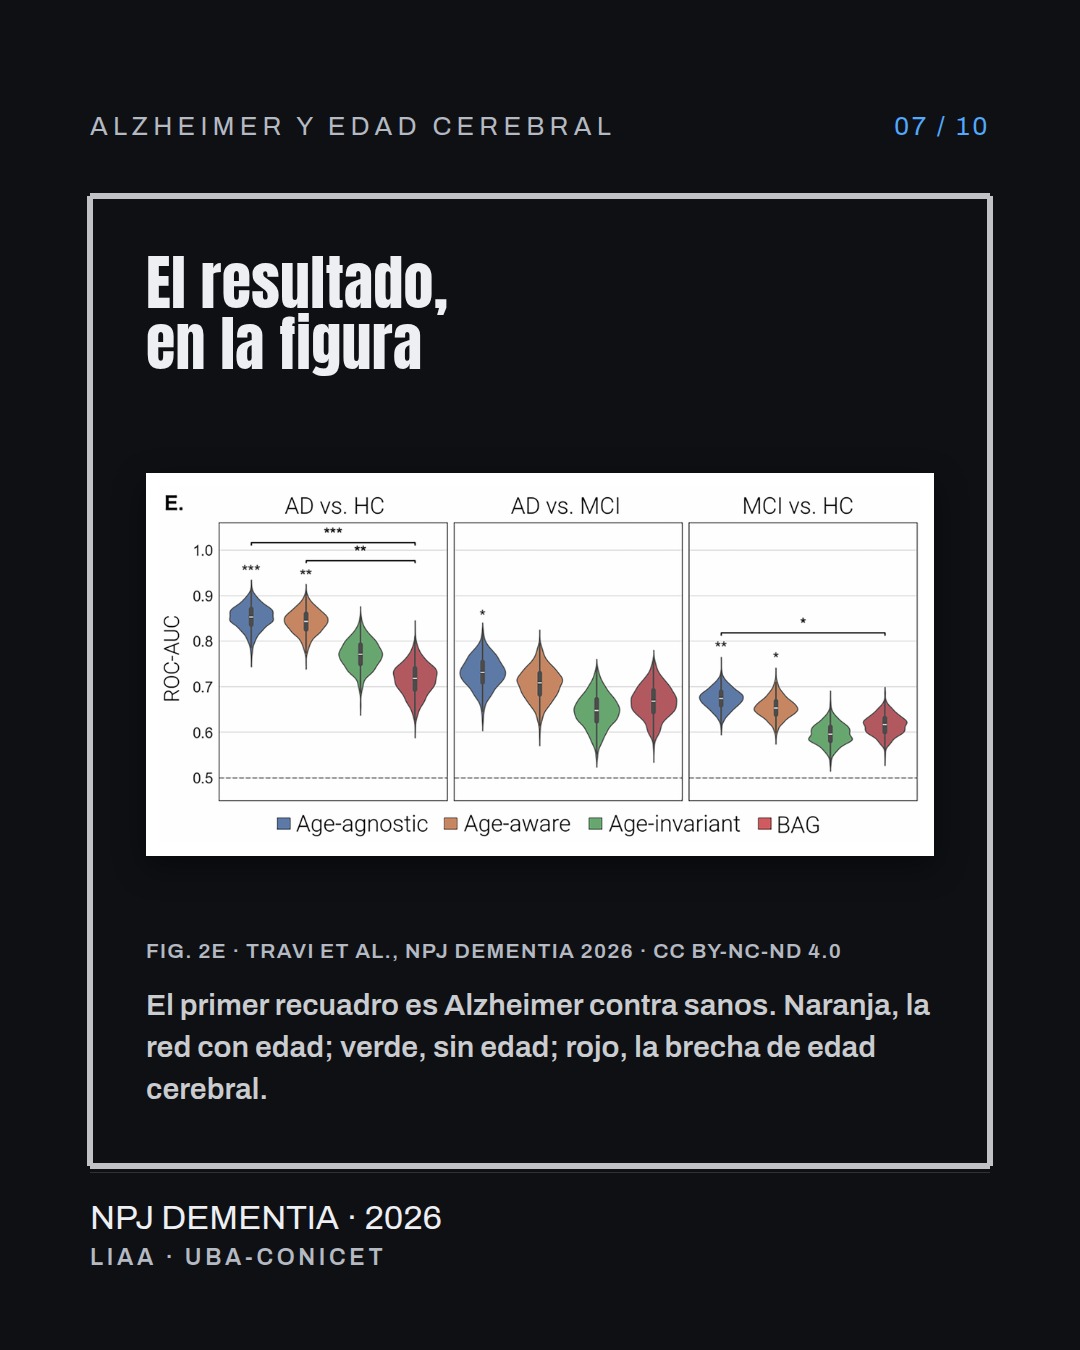 ALZHEIMER Y EDAD CEREBRAL
07 / 10
El resultado,
en la figura
E.
AD vs. HC
AD vs. MCI
MCI vs. HC
ROC-AUC
1.0
0.9
0.8
0.7
0.6
0.5
***
**
***
**
*
*
**
*
Age-agnostic
Age-aware
Age-invariant
BAG
FIG. 2E · TRAVI ET AL., NPJ DEMENTIA 2026 · CC BY-NC-ND 4.0
El primer recuadro es Alzheimer contra sanos. Naranja, la
red con edad; verde, sin edad; rojo, la brecha de edad
cerebral.
NPJ DEMENTIA · 2026
LIAA · UBA-CONICET